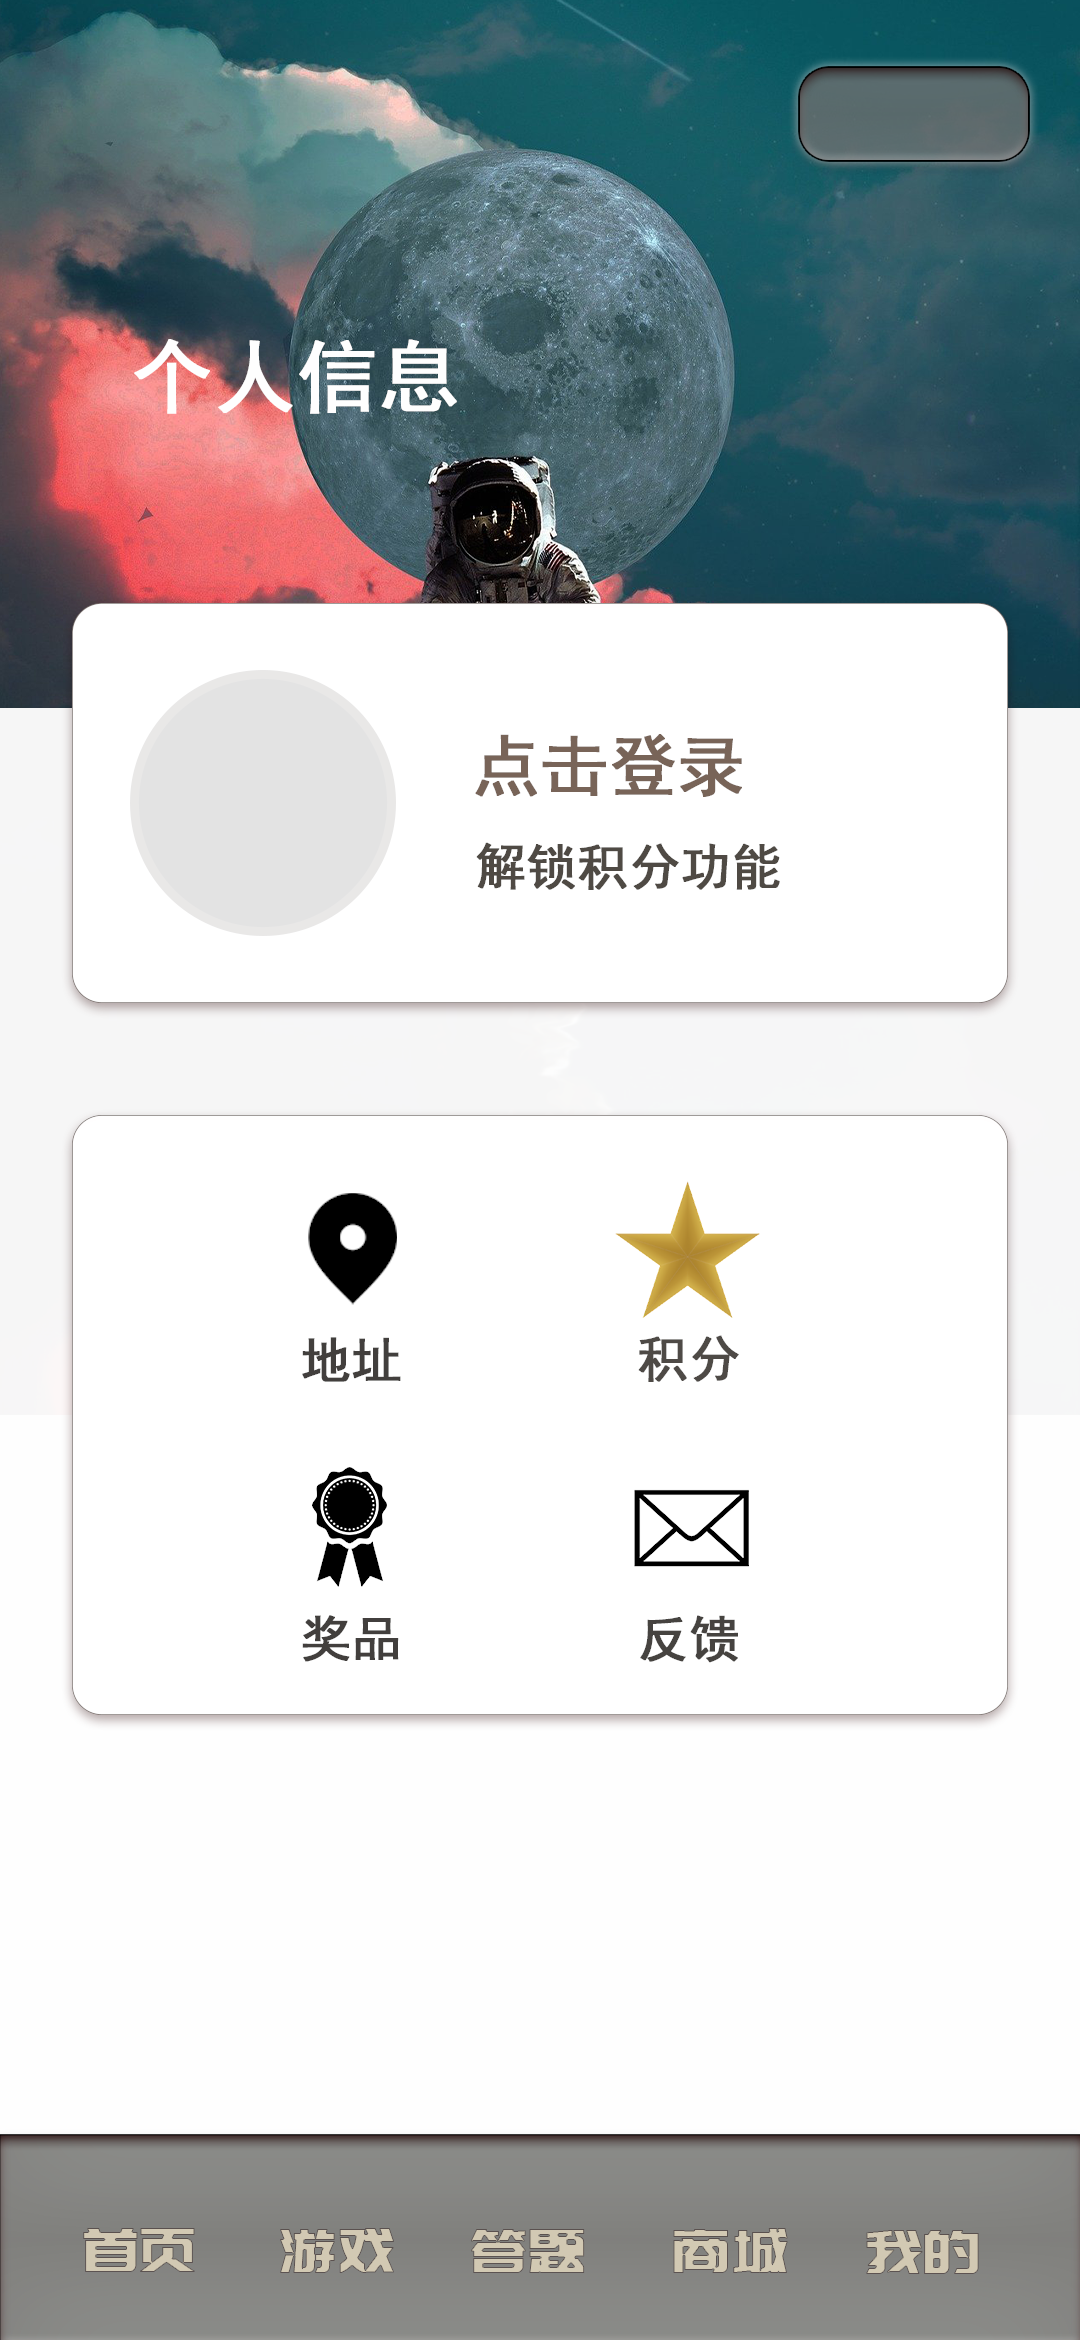 个人信息
点击登录
解锁积分功能
地址 积分
奖品 反馈
首页 游戏 答题 商城 我的